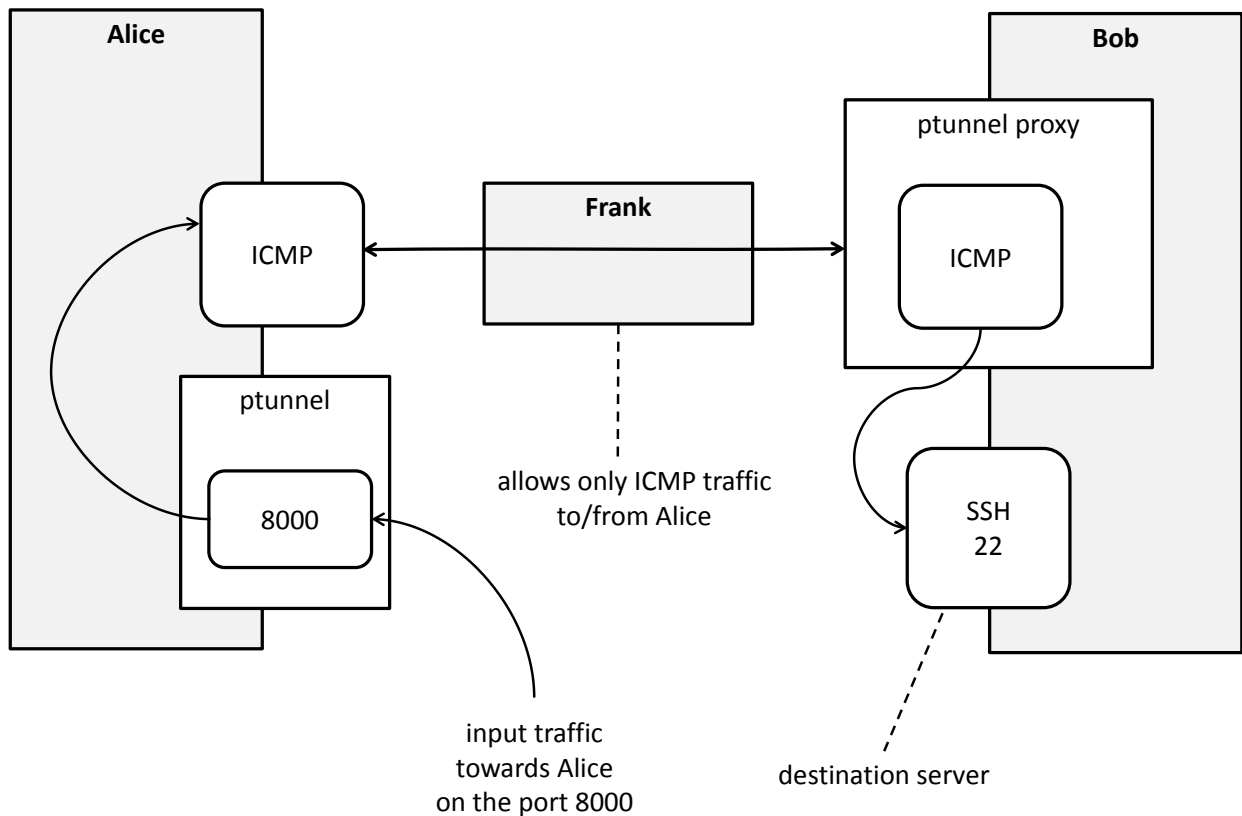 Alice
Bob
ptunnel proxy
Frank
ICMP
ICMP
ptunnel
8000
allows only ICMP traffic
to/from Alice
SSH
22
input traffic
towards Alice
on the port 8000
destination server